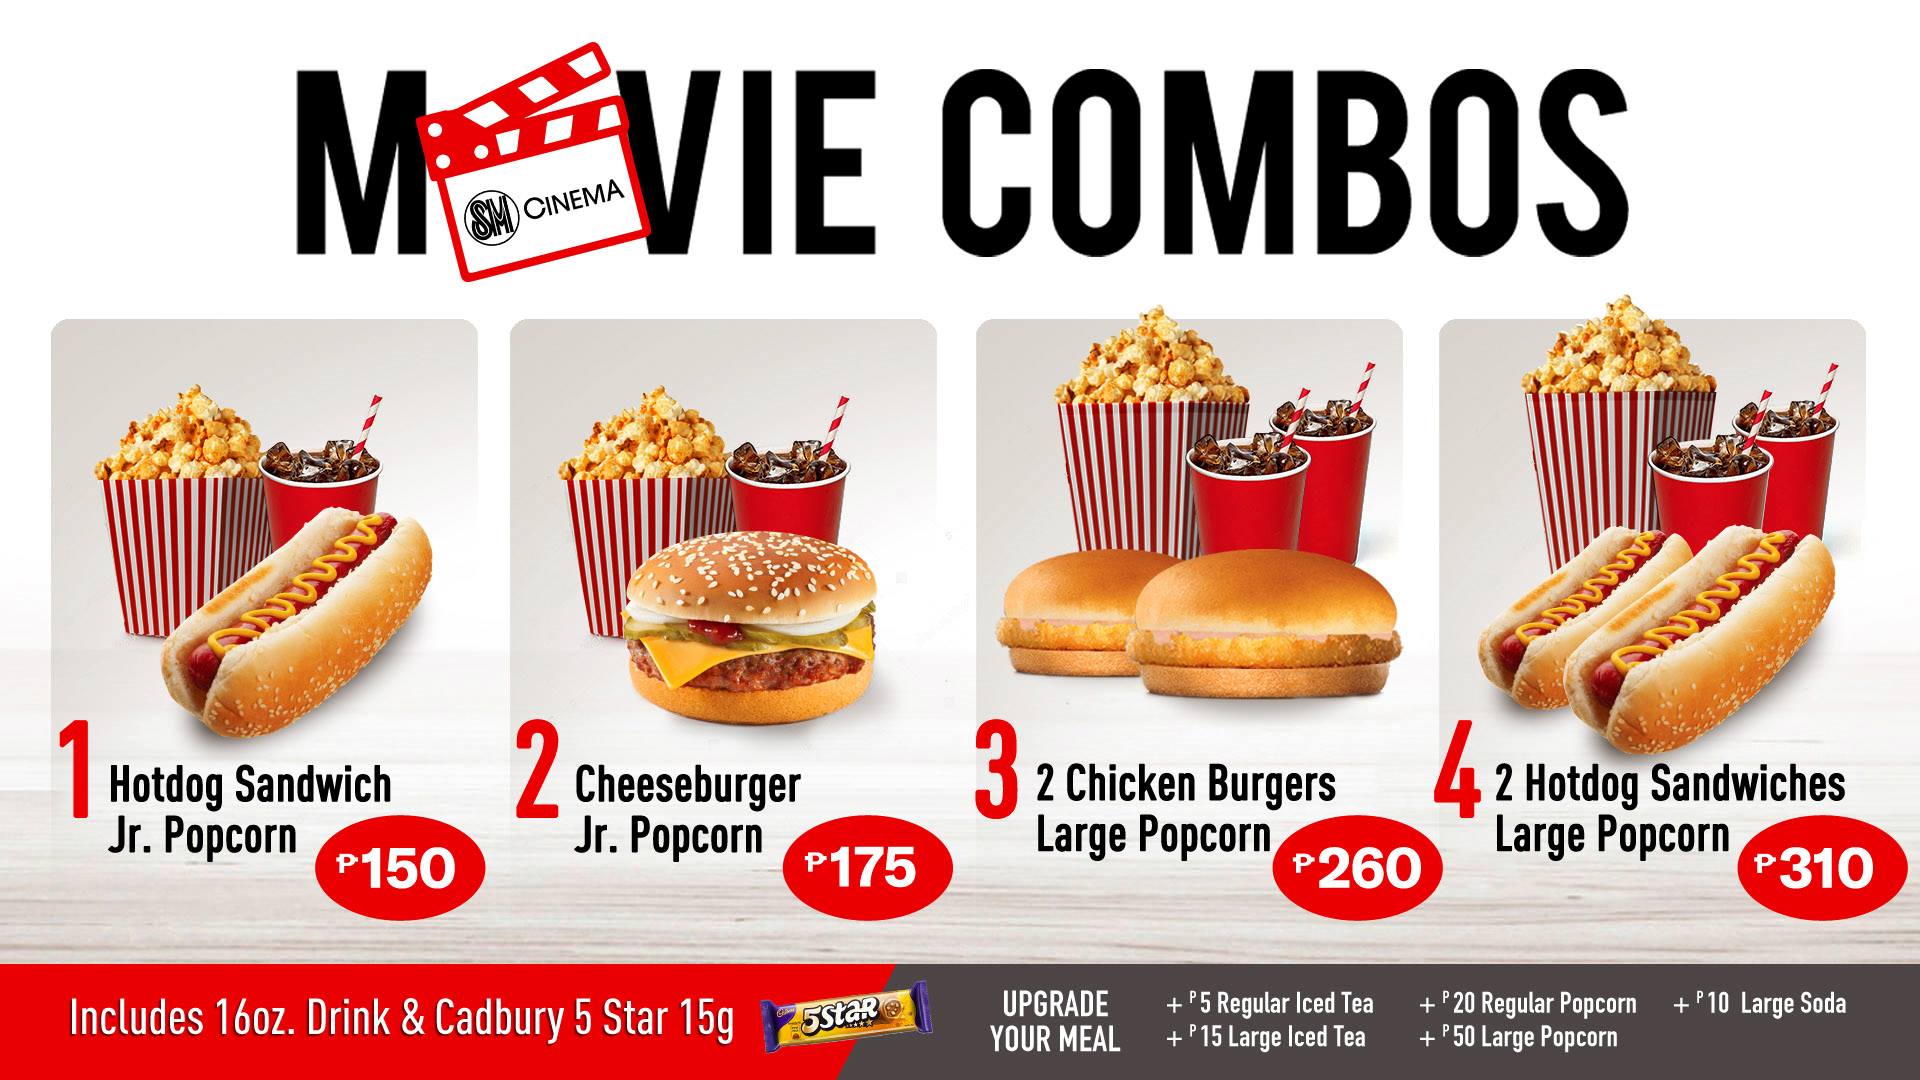 M VIE COMBOS
SM CINEMA
1 Hotdog Sandwich
Jr. Popcorn
₱150
2 Cheeseburger
Jr. Popcorn
₱175
3 2 Chicken Burgers
Large Popcorn
₱260
4 2 Hotdog Sandwiches
Large Popcorn
₱310
Includes 16oz. Drink & Cadbury 5 Star 15g
Cadbury
5STAR
UPGRADE
YOUR MEAL
+ ₱5 Regular Iced Tea
+ ₱15 Large Iced Tea
+ ₱20 Regular Popcorn
+ ₱50 Large Popcorn
+ ₱10 Large Soda